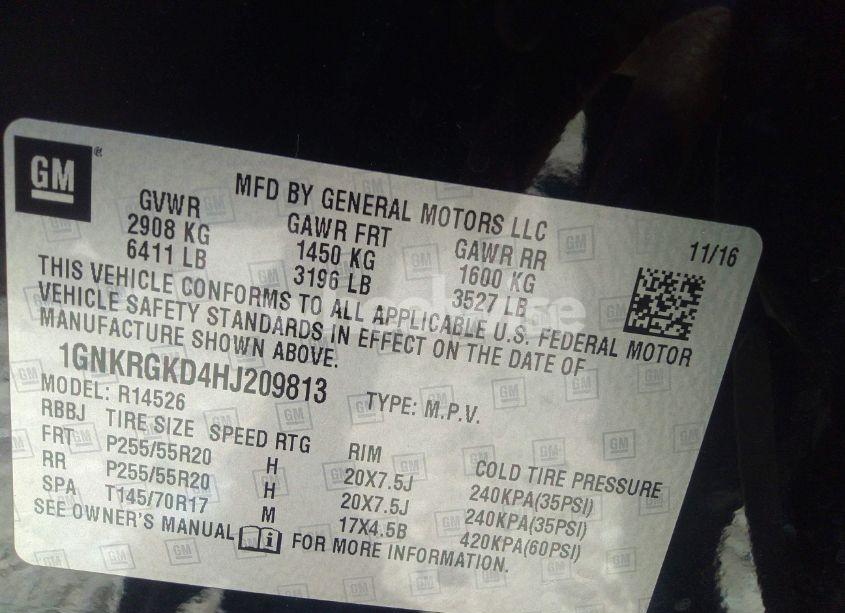 GM
MFD BY GENERAL MOTORS LLC
11/16
GVWR GAWR FRT GAWR RR
2908 KG 1450 KG 1600 KG
6411 LB 3196 LB 3527 LB
THIS VEHICLE CONFORMS TO ALL APPLICABLE U.S. FEDERAL MOTOR
VEHICLE SAFETY STANDARDS IN EFFECT ON THE DATE OF
MANUFACTURE SHOWN ABOVE.
1GNKRGKD4HJ209813 TYPE: M.P.V.
MODEL: R14526
RBBJ TIRE SIZE SPEED RTG RIM COLD TIRE PRESSURE
FRT P255/55R20 H 20X7.5J 240KPA(35PSI)
RR P255/55R20 H 20X7.5J 240KPA(35PSI)
SPA T145/70R17 M 17X4.5B 420KPA(60PSI)
SEE OWNER'S MANUAL FOR MORE INFORMATION.